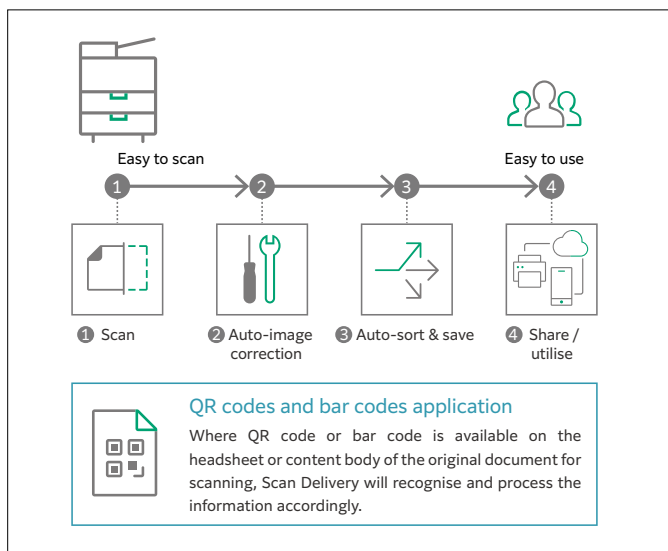 Easy to scan
Easy to use
1
2
3
4
1 Scan
2 Auto-image
correction
3 Auto-sort & save
4 Share /
utilise
QR codes and bar codes application
Where QR code or bar code is available on the
headsheet or content body of the original document for
scanning, Scan Delivery will recognise and process the
information accordingly.